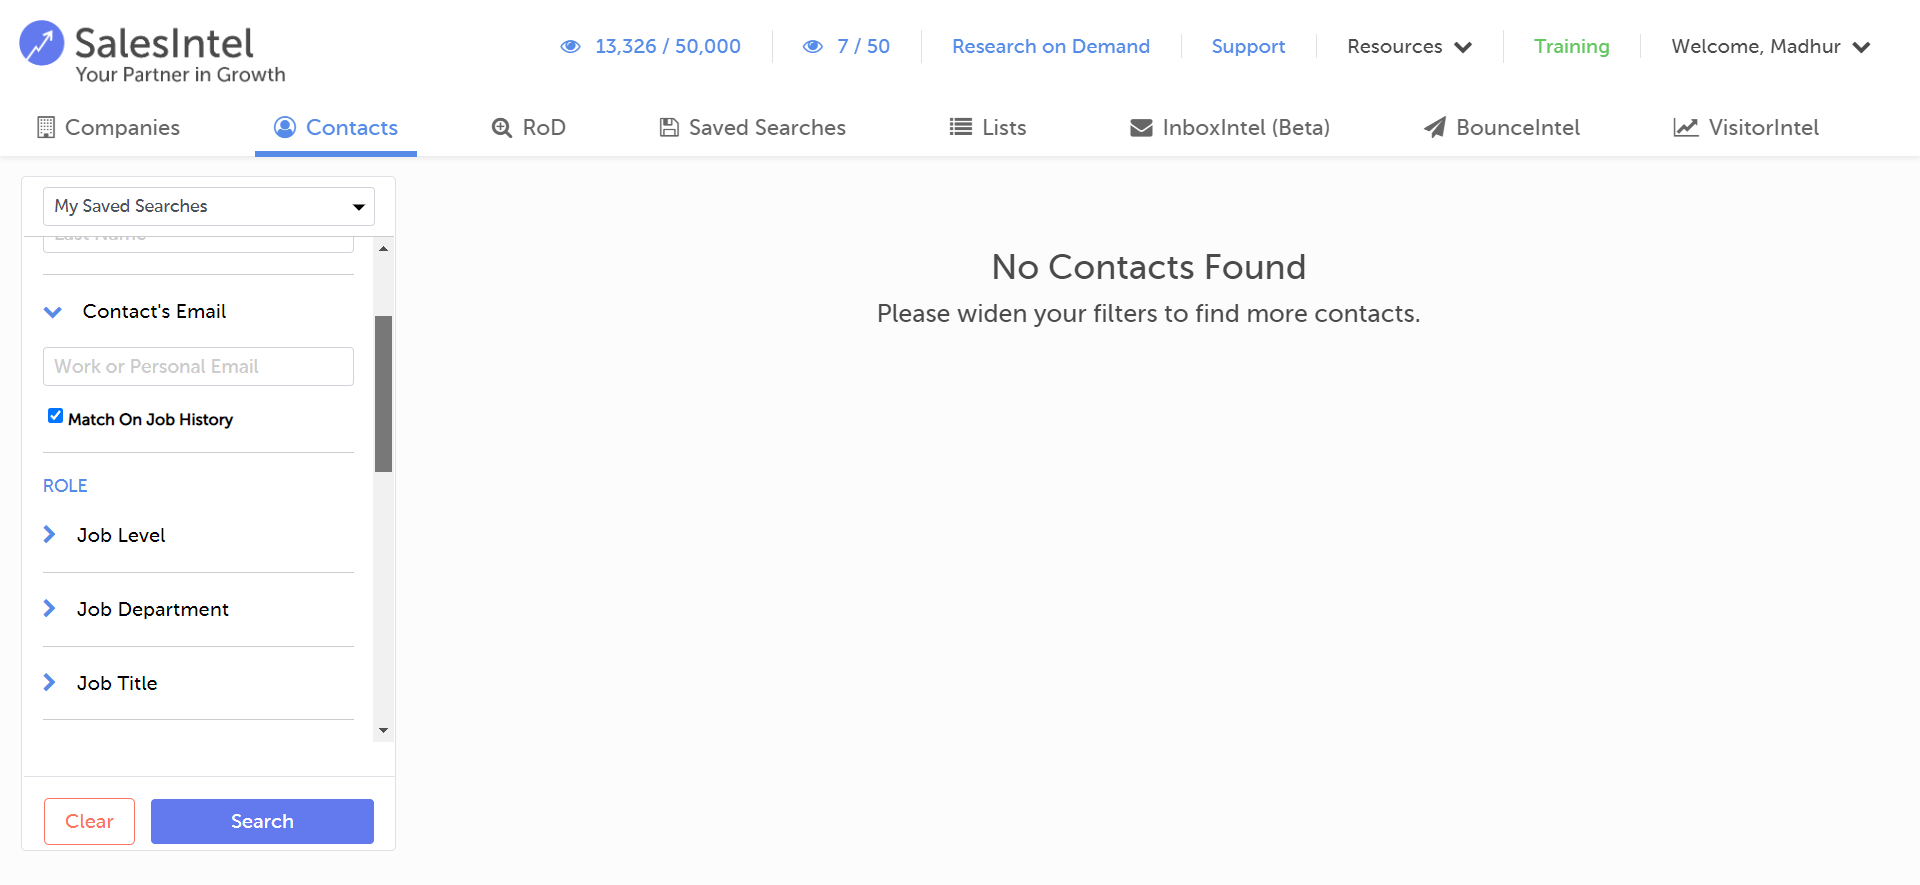 SalesIntel
Your Partner in Growth
13,326 / 50,000
7 / 50
Research on Demand
Support
Resources
Training
Welcome, Madhur
Companies
Contacts
RoD
Saved Searches
Lists
InboxIntel (Beta)
BounceIntel
VisitorIntel
My Saved Searches
Last Name
Contact's Email
Work or Personal Email
Match On Job History
ROLE
Job Level
Job Department
Job Title
Clear
Search
No Contacts Found
Please widen your filters to find more contacts.